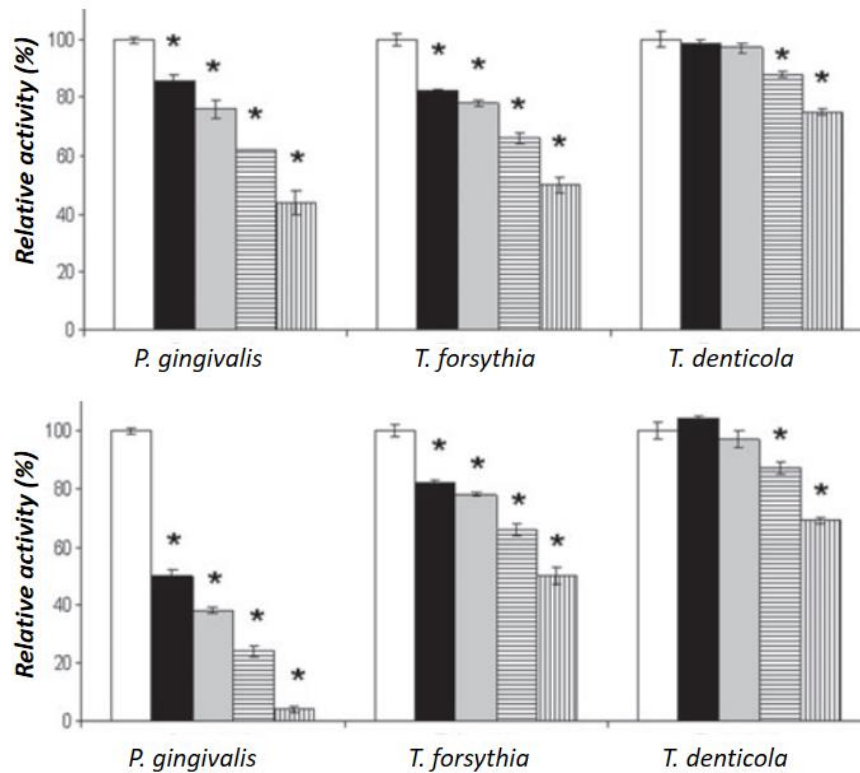 Relative activity (%)
100
80
60
40
20
0
* * * *
* * * *
* *
P. gingivalis T. forsythia T. denticola
Relative activity (%)
100
80
60
40
20
0
* * * *
* * * *
* *
P. gingivalis T. forsythia T. denticola